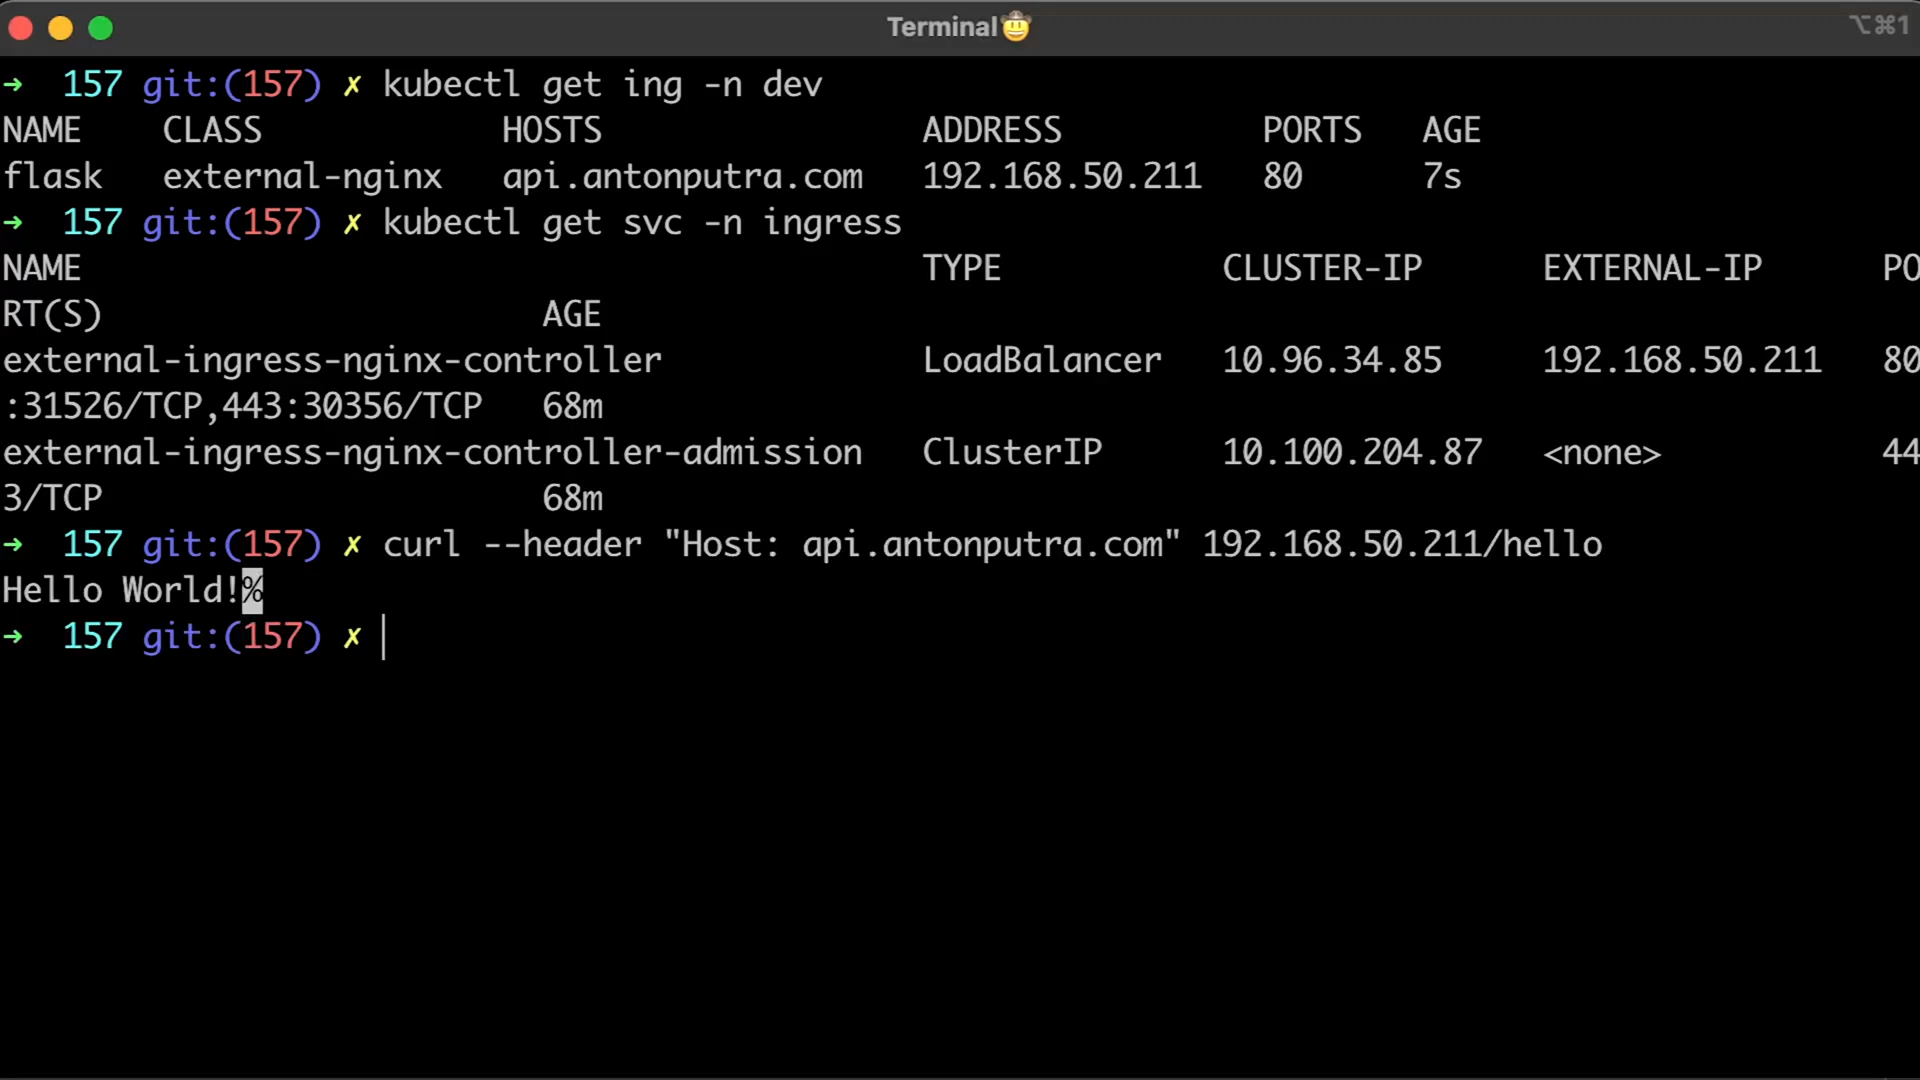 Terminal🤠
⌥⌘1
➜  157 git:(157) ✗ kubectl get ing -n dev
NAME    CLASS            HOSTS                ADDRESS          PORTS   AGE
flask   external-nginx   api.antonputra.com   192.168.50.211   80      7s
➜  157 git:(157) ✗ kubectl get svc -n ingress
NAME                                          TYPE           CLUSTER-IP      EXTERNAL-IP      PO
RT(S)                      AGE
external-ingress-nginx-controller             LoadBalancer   10.96.34.85     192.168.50.211   80
:31526/TCP,443:30356/TCP   68m
external-ingress-nginx-controller-admission   ClusterIP      10.100.204.87   <none>           44
3/TCP                      68m
➜  157 git:(157) ✗ curl --header "Host: api.antonputra.com" 192.168.50.211/hello
Hello World!%
➜  157 git:(157) ✗